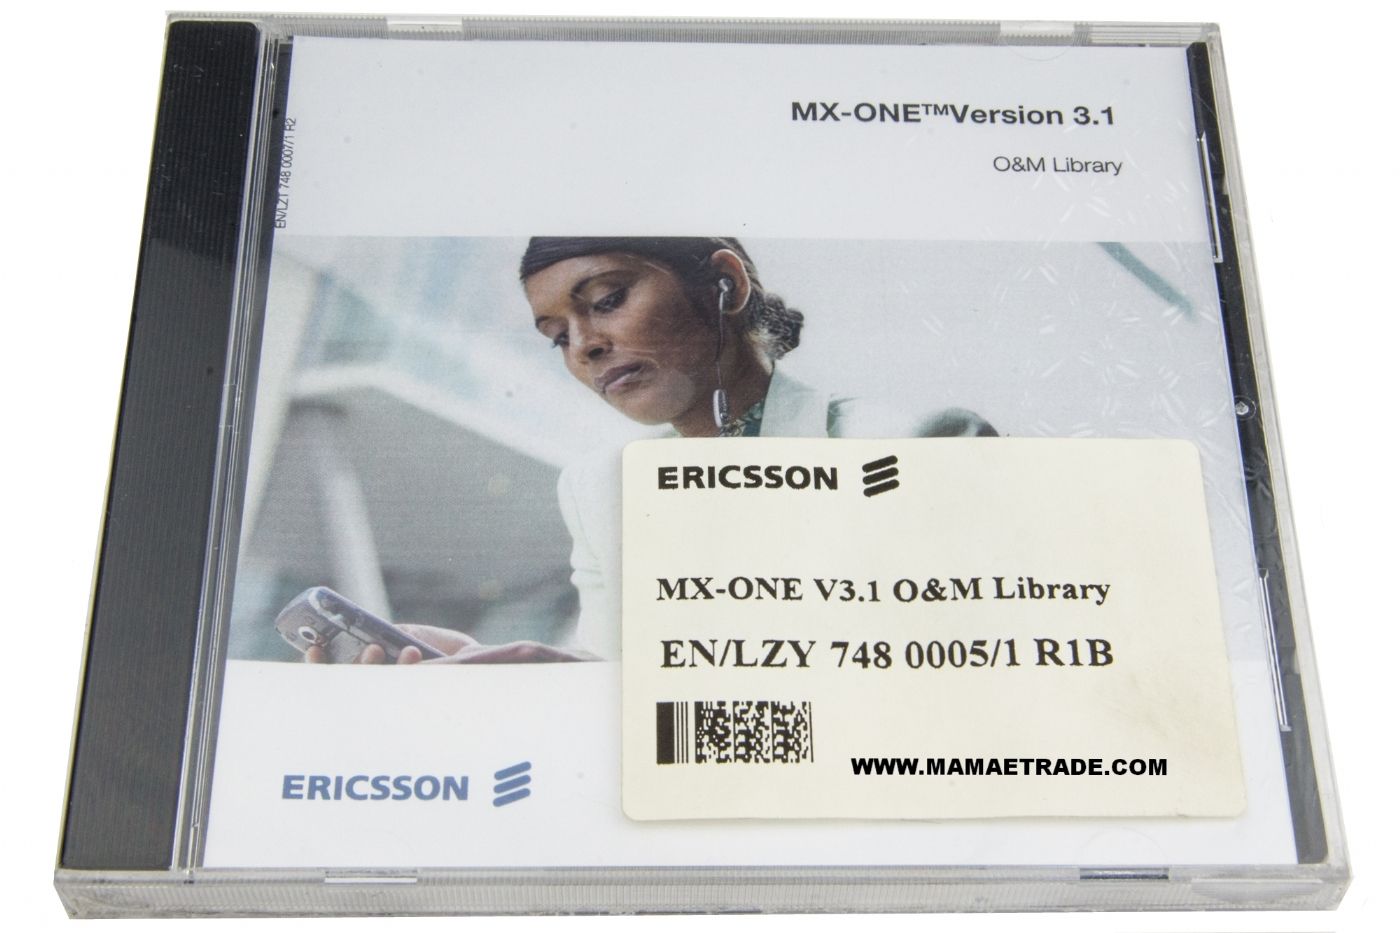 MX-ONE™Version 3.1
O&M Library
EN/LZT 748 0007/1 R2
ERICSSON
MX-ONE V3.1 O&M Library
EN/LZY 748 0005/1 R1B
WWW.MAMAETRADE.COM
ERICSSON